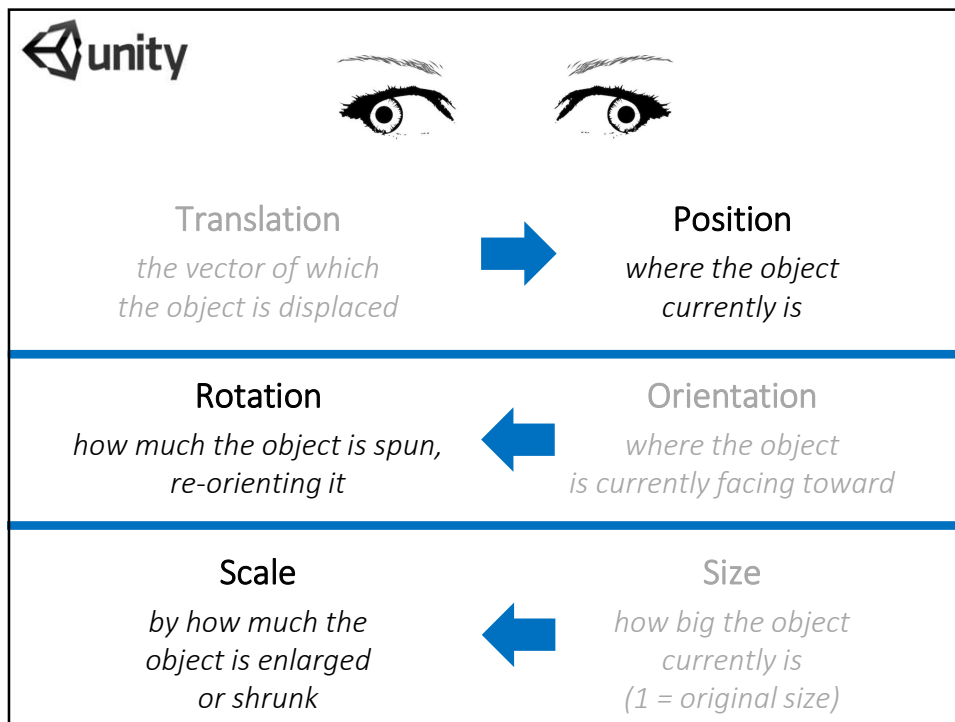 unity
Translation
the vector of which
the object is displaced
Position
where the object
currently is
Rotation
how much the object is spun,
re-orienting it
Orientation
where the object
is currently facing toward
Scale
by how much the
object is enlarged
or shrunk
Size
how big the object
currently is
(1 = original size)